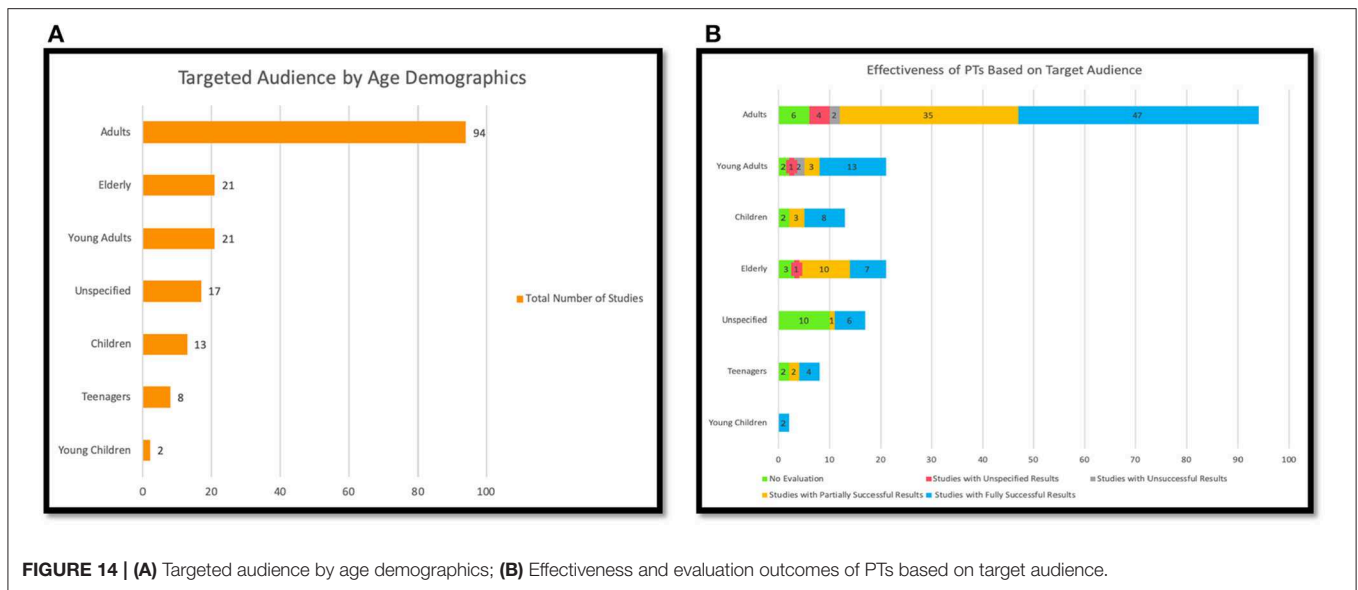 A
Targeted Audience by Age Demographics
Adults 94
Elderly 21
Young Adults 21
Unspecified 17
Children 13
Teenagers 8
Young Children 2
0 20 40 60 80 100
Total Number of Studies
B
Effectiveness of PTs Based on Target Audience
Adults 6 4 2 35 47
Young Adults 2 1 2 3 13
Children 2 3 8
Elderly 3 1 10 7
Unspecified 10 1 6
Teenagers 2 2 4
Young Children 2
0 10 20 30 40 50 60 70 80 90 100
No Evaluation Studies with Unspecified Results Studies with Unsuccessful Results
Studies with Partially Successful Results Studies with Fully Successful Results
FIGURE 14 | (A) Targeted audience by age demographics; (B) Effectiveness and evaluation outcomes of PTs based on target audience.